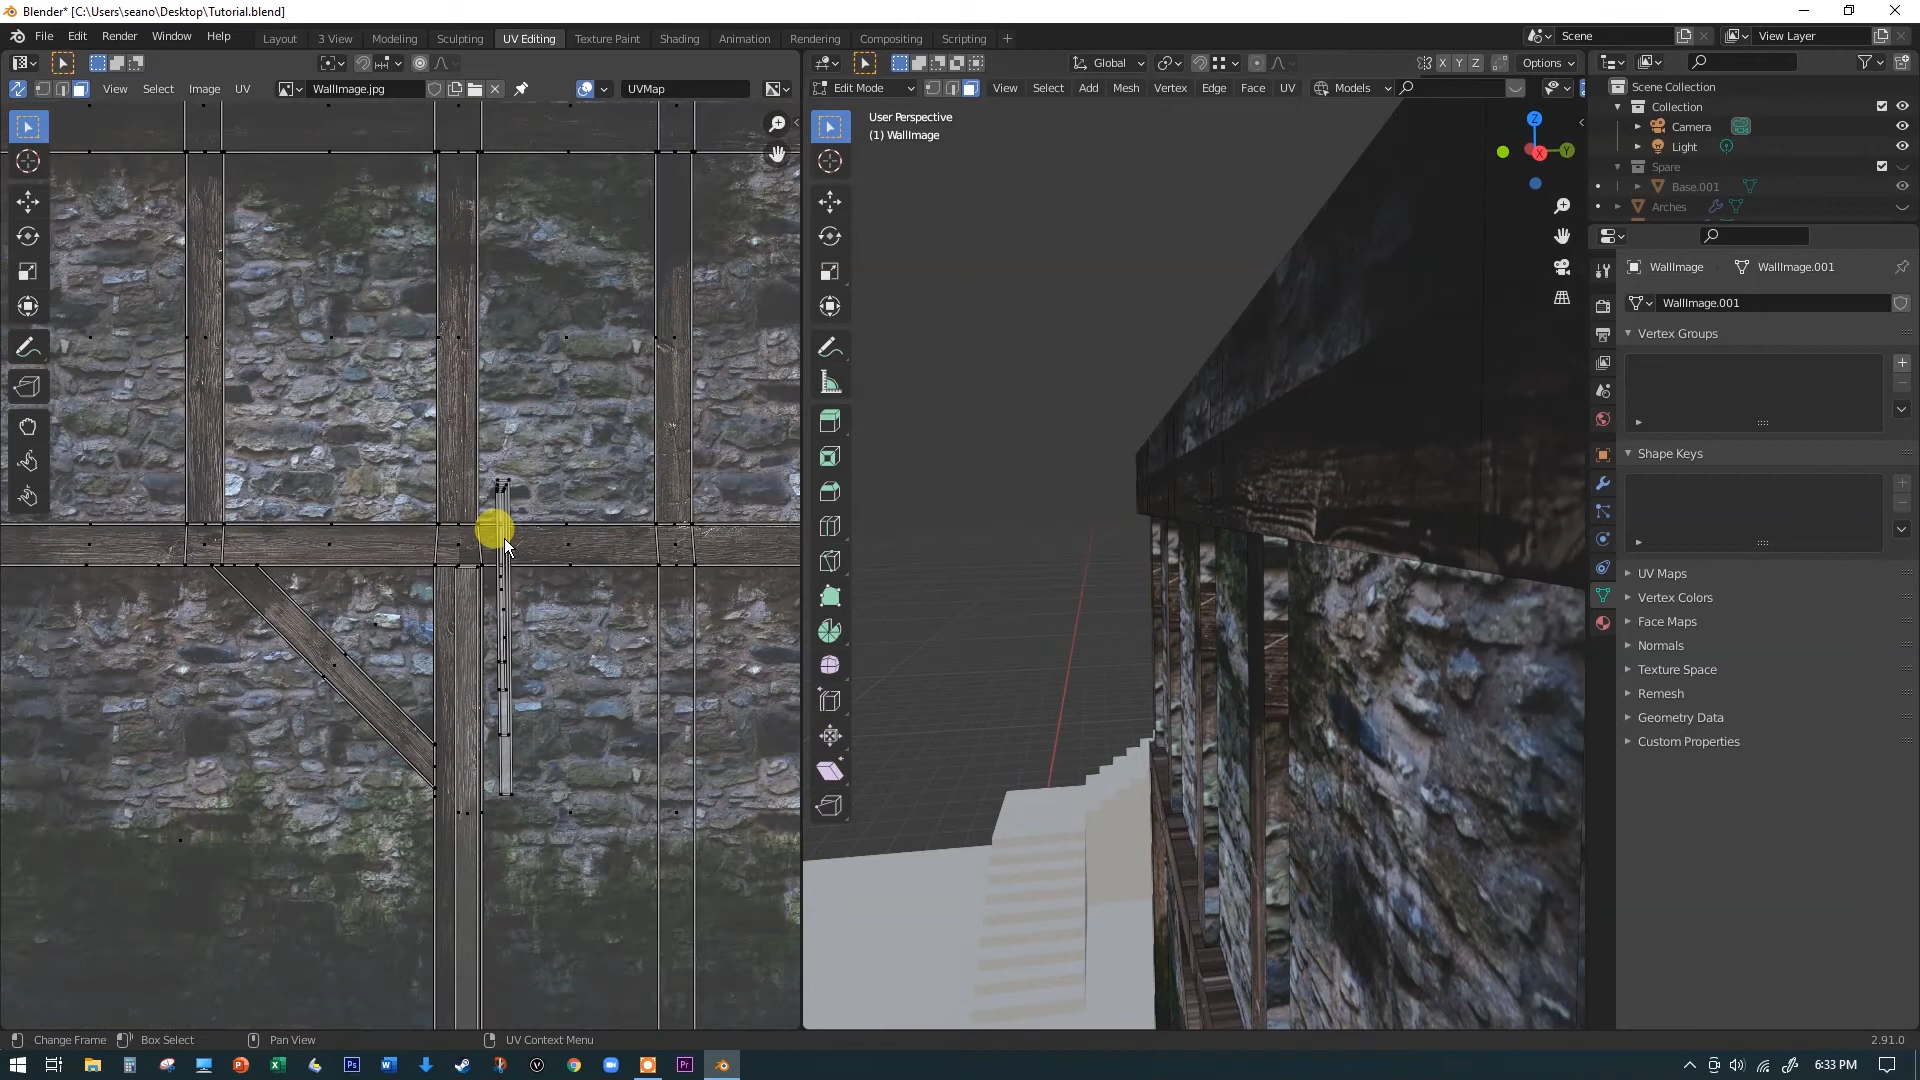 Blender* [C:\Users\seano\Desktop\Tutorial.blend]
File Edit Render Window Help
Layout 3 View Modeling Sculpting UV Editing Texture Paint Shading Animation Rendering Compositing Scripting +
Scene
View Layer
Global
X Y Z
Options
View Select Image UV
WallImage.jpg
UVMap
Edit Mode
View Select Add Mesh Vertex Edge Face UV
Models
User Perspective
(1) WallImage
Z
Y
X
Scene Collection
Collection
Camera
Light
Spare
Base.001
Arches
WallImage
WallImage.001
WallImage.001
Vertex Groups
Shape Keys
UV Maps
Vertex Colors
Face Maps
Normals
Texture Space
Remesh
Geometry Data
Custom Properties
Change Frame Box Select Pan View UV Context Menu
2.91.0
6:33 PM